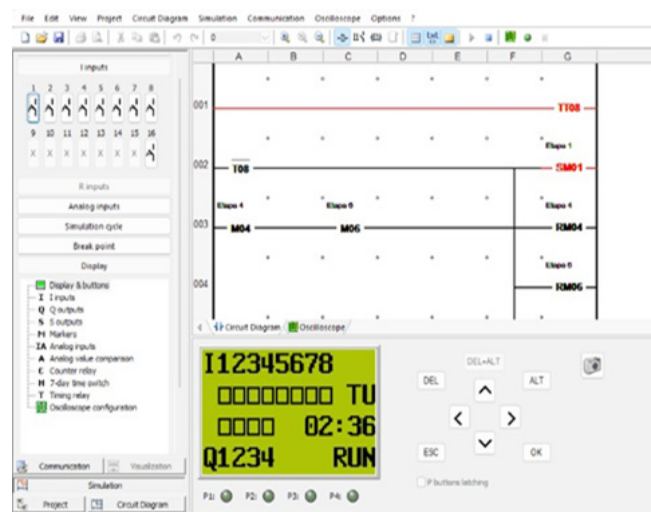 File Edit View Project Circuit Diagram Simulation Communication Oscilloscope Options ?
0
I inputs
1 2 3 4 5 6 7 8
9 10 11 12 13 14 15 16
X X X X X X X
R inputs
Analog inputs
Simulation cycle
Break point
Display
Display & buttons
I I inputs
Q Q outputs
S S outputs
M Markers
IA Analog inputs
A Analog value comparison
C Counter relay
H 7-day time switch
T Timing relay
Oscilloscope configuration
Communication Visualization
Simulation
Project Circuit Diagram
A B C D E F G
001 TT08
Etapa 1
002 T08 SM01
Etapa 4 Etapa 6 Etapa 4
003 M04 M06 RM04
Etapa 6
004 RM06
Circuit Diagram Oscilloscope
I12345678
TU
02:36
Q1234 RUN
P1: P2: P3: P4:
DEL DEL+ALT ALT
ESC OK
P buttons latching